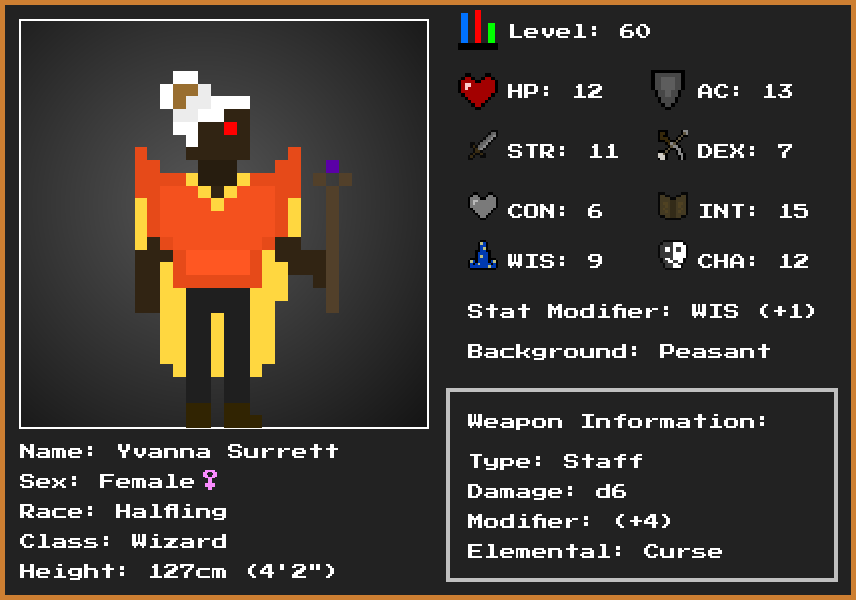 Level: 60
HP: 12 AC: 13
STR: 11 DEX: 7
CON: 6 INT: 15
WIS: 9 CHA: 12
Stat Modifier: WIS (+1)
Background: Peasant
Weapon Information:
Type: Staff
Damage: d6
Modifier: (+4)
Elemental: Curse
Name: Yvanna Surrett
Sex: Female♀
Race: Halfling
Class: Wizard
Height: 127cm (4'2")